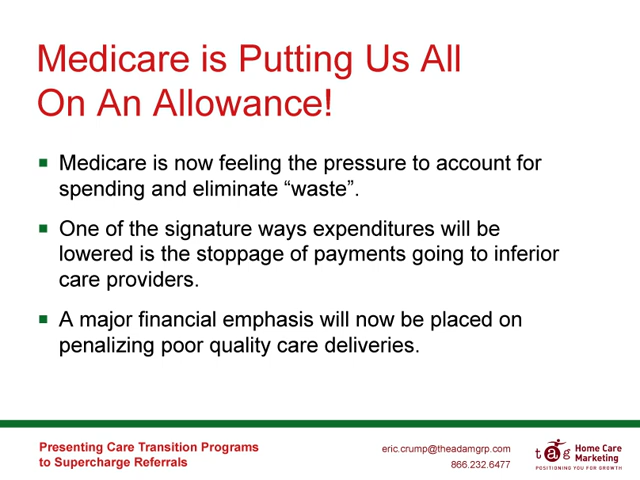 Medicare is Putting Us All
On An Allowance!
Medicare is now feeling the pressure to account for
spending and eliminate “waste”.
One of the signature ways expenditures will be
lowered is the stoppage of payments going to inferior
care providers.
A major financial emphasis will now be placed on
penalizing poor quality care deliveries.
Presenting Care Transition Programs
to Supercharge Referrals
eric.crump@theadamgrp.com
866.232.6477
tag Home Care
Marketing
POSITIONING YOU FOR GROWTH